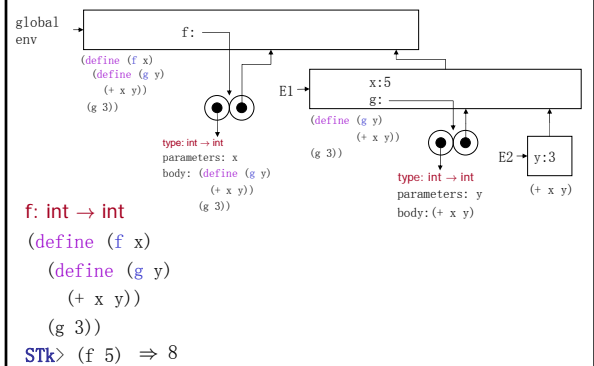 global
env
f:
(define (f x)
(define (g y)
(+ x y))
(g 3))
type: int → int
parameters: x
body: (define (g y)
(+ x y))
(g 3))
E1
x:5
g:
(define (g y)
(+ x y))
(g 3))
type: int → int
parameters: y
body:(+ x y)
E2
y:3
(+ x y)
f: int → int
(define (f x)
(define (g y)
(+ x y))
(g 3))
STk> (f 5) ⇒ 8